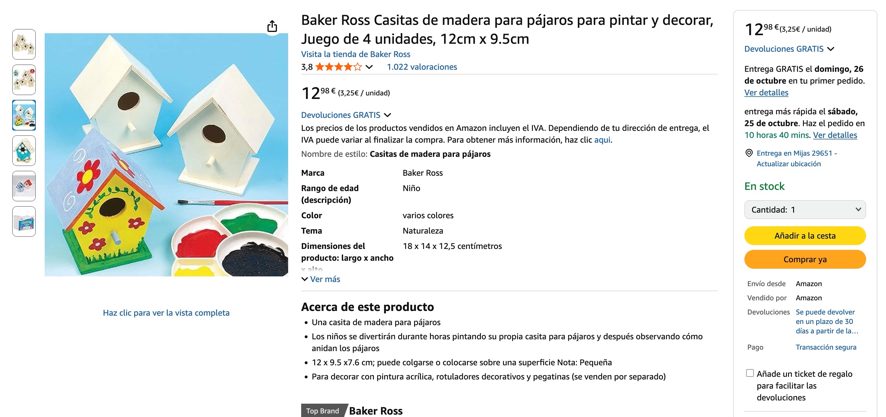 Baker Ross Casitas de madera para pájaros para pintar y decorar,
Juego de 4 unidades, 12cm x 9.5cm
Visita la tienda de Baker Ross
3,8 1.022 valoraciones
12,98 € (3,25€ / unidad)
Devoluciones GRATIS
Los precios de los productos vendidos en Amazon incluyen el IVA. Dependiendo de tu dirección de entrega, el
IVA puede variar al finalizar la compra. Para obtener más información, haz clic aqui.
Nombre de estilo: Casitas de madera para pájaros
Marca Baker Ross
Rango de edad Niño
(descripción)
Color varios colores
Tema Naturaleza
Dimensiones del 18 x 14 x 12,5 centímetros
producto: largo x ancho
x alto
Ver más
Haz clic para ver la vista completa
Acerca de este producto
• Una casita de madera para pájaros
• Los niños se divertirán durante horas pintando su propia casita para pájaros y después observando cómo
anidan los pájaros
• 12 x 9.5 x7.6 cm; puede colgarse o colocarse sobre una superficie Nota: Pequeña
• Para decorar con pintura acrílica, rotuladores decorativos y pegatinas (se venden por separado)
Top Brand Baker Ross
12,98 € (3,25€ / unidad)
Devoluciones GRATIS
Entrega GRATIS el domingo, 26
de octubre en tu primer pedido.
Ver detalles
entrega más rápida el sábado,
25 de octubre. Haz el pedido en
10 horas 40 mins. Ver detalles
Entrega en Mijas 29651 -
Actualizar ubicación
En stock
Cantidad: 1
Añadir a la cesta
Comprar ya
Envío desde Amazon
Vendido por Amazon
Devoluciones Se puede devolver
en un plazo de 30
días a partir de la...
Pago Transacción segura
Añade un ticket de regalo
para facilitar las
devoluciones